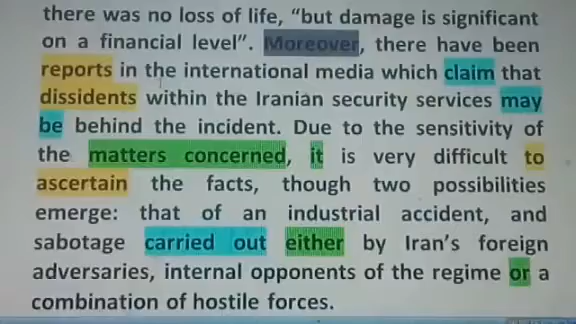 there was no loss of life, “but damage is significant
on a financial level”. Moreover, there have been
reports in the international media which claim that
dissidents within the Iranian security services may
be behind the incident. Due to the sensitivity of
the matters concerned, it is very difficult to
ascertain the facts, though two possibilities
emerge: that of an industrial accident, and
sabotage carried out either by Iran’s foreign
adversaries, internal opponents of the regime or a
combination of hostile forces.